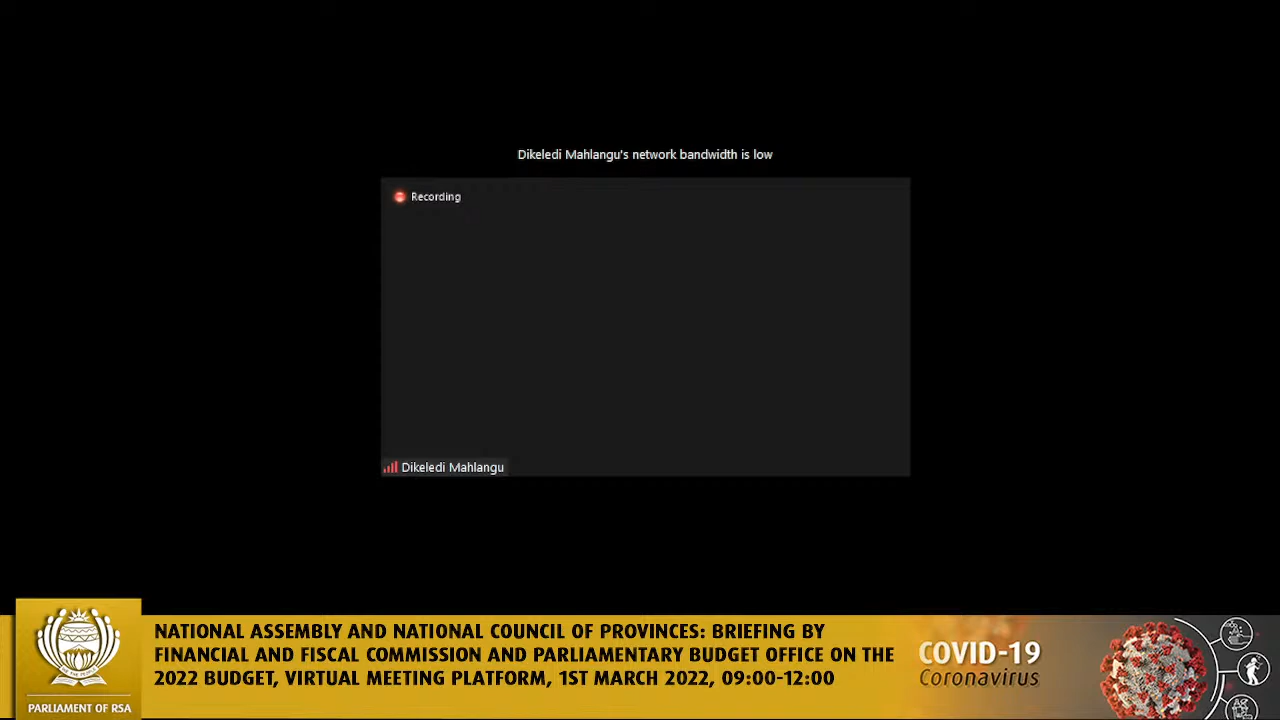 Dikeledi Mahlangu's network bandwidth is low
Recording
Dikeledi Mahlangu
NATIONAL ASSEMBLY AND NATIONAL COUNCIL OF PROVINCES: BRIEFING BY
FINANCIAL AND FISCAL COMMISSION AND PARLIAMENTARY BUDGET OFFICE ON THE
2022 BUDGET, VIRTUAL MEETING PLATFORM, 1ST MARCH 2022, 09:00-12:00
PARLIAMENT OF RSA
COVID-19
Coronavirus